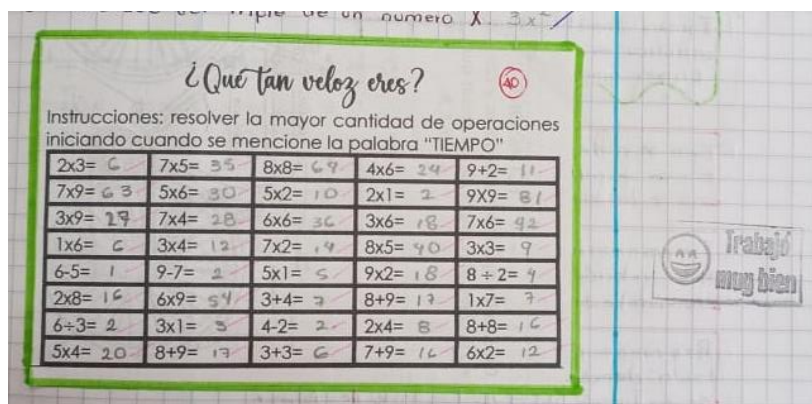 triple de un numero X 3x
¿Qué tan veloz eres? 40
Instrucciones: resolver la mayor cantidad de operaciones
iniciando cuando se mencione la palabra "TIEMPO"
2x3= 6 7x5= 35 8x8= 64 4x6= 24 9+2= 11
7x9= 63 5x6= 30 5x2= 10 2x1= 2 9X9= 81
3x9= 27 7x4= 28 6x6= 36 3x6= 18 7x6= 42
1x6= 6 3x4= 12 7x2= 14 8x5= 40 3x3= 9
6-5= 1 9-7= 2 5x1= 5 9x2= 18 8÷2= 4
2x8= 16 6x9= 54 3+4= 7 8+9= 17 1x7= 7
6÷3= 2 3x1= 3 4-2= 2 2x4= 8 8+8= 16
5x4= 20 8+9= 17 3+3= 6 7+9= 16 6x2= 12
Trabajó
muy bien